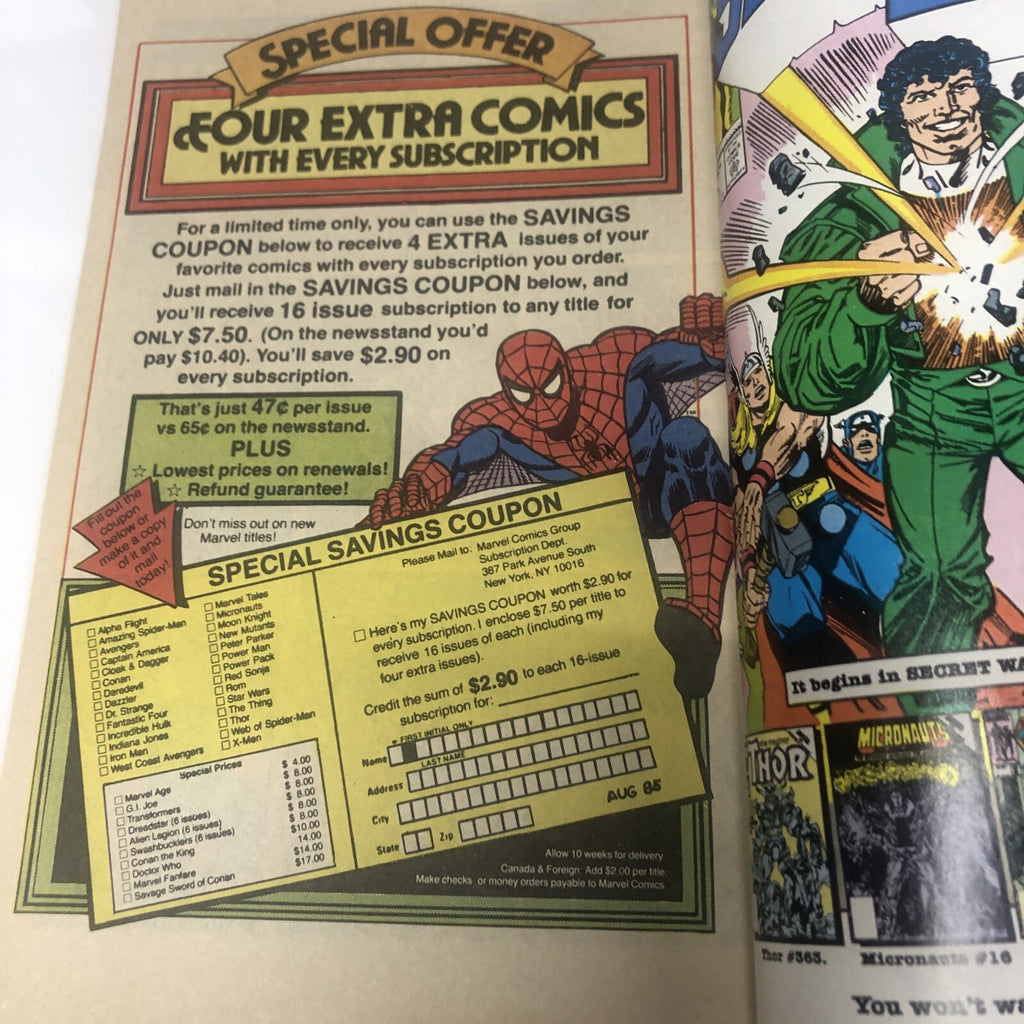 SPECIAL OFFER
FOUR EXTRA COMICS
WITH EVERY SUBSCRIPTION
For a limited time only, you can use the SAVINGS
COUPON below to receive 4 EXTRA issues of your
favorite comics with every subscription you order.
Just mail in the SAVINGS COUPON below, and
you'll receive 16 issue subscription to any title for
ONLY $7.50. (On the newsstand you'd
pay $10.40). You'll save $2.90 on
every subscription.
That's just 47¢ per issue
vs 65¢ on the newsstand.
PLUS
☆ Lowest prices on renewals!
☆ Refund guarantee!
TM
Fill out the
coupon
below or
make a copy
of it and
mail
today!
Don't miss out on new
Marvel titles!
SPECIAL SAVINGS COUPON
Please Mail to: Marvel Comics Group
Subscription Dept.
387 Park Avenue South
New York, NY 10016
☐ Alpha Flight
☐ Amazing Spider-Man
☐ Avengers
☐ Captain America
☐ Cloak & Dagger
☐ Conan
☐ Daredevil
☐ Dazzler
☐ Dr. Strange
☐ Fantastic Four
☐ Incredible Hulk
☐ Indiana Jones
☐ Iron Man
☐ West Coast Avengers
☐ Marvel Tales
☐ Micronauts
☐ Moon Knight
☐ New Mutants
☐ Peter Parker
☐ Power Man
☐ Power Pack
☐ Red Sonja
☐ Rom
☐ Star Wars
☐ The Thing
☐ Thor
☐ Web of Spider-Man
☐ X-Men
Special Prices
☐ Marvel Age
☐ G.I. Joe
☐ Transformers
☐ Dreadstar (6 issues)
☐ Alien Legion (6 issues)
☐ Swashbucklers (6 issues)
☐ Conan the King
☐ Doctor Who
☐ Marvel Fanfare
☐ Savage Sword of Conan
$ 4.00
$ 8.00
$ 8.00
$ 8.00
$ 8.00
$ 8.00
$10.00
14.00
$14.00
$17.00
☐ Here's my SAVINGS COUPON worth $2.90 for
every subscription. I enclose $7.50 per title to
receive 16 issues of each (including my
four extra issues).
Credit the sum of $2.90 to each 16-issue
subscription for:
FIRST INITIAL ONLY
Name
LAST NAME
Address
City
State Zip
AUG 85
Allow 10 weeks for delivery
Canada & Foreign: Add $2.00 per title
Make checks or money orders payable to Marvel Comics
It begins in SECRET
THOR
MICRONAUTS
Thor #363.
Micronauts #16
You won't